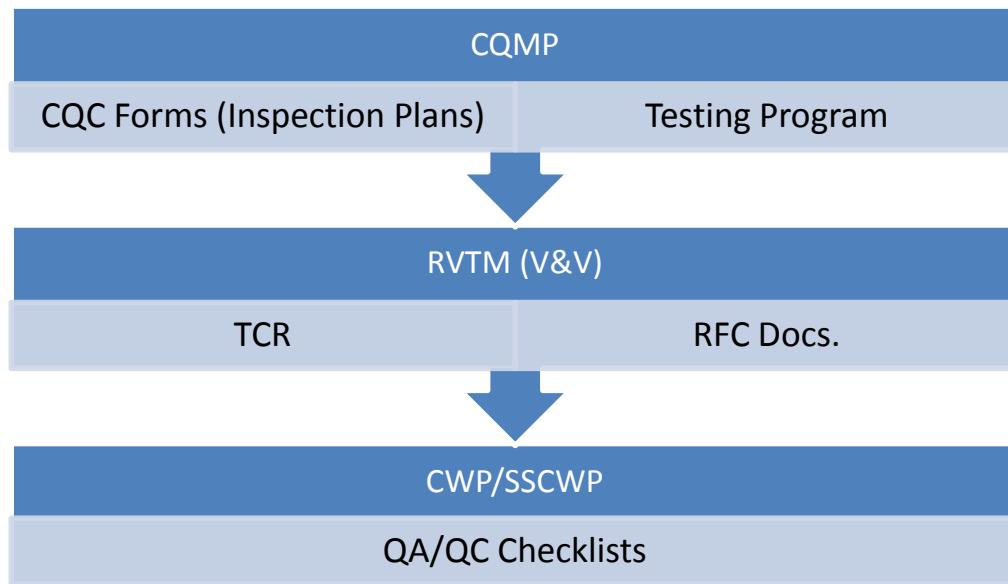 CQMP
CQC Forms (Inspection Plans)
Testing Program
RVTM (V&V)
TCR
RFC Docs.
CWP/SSCWP
QA/QC Checklists